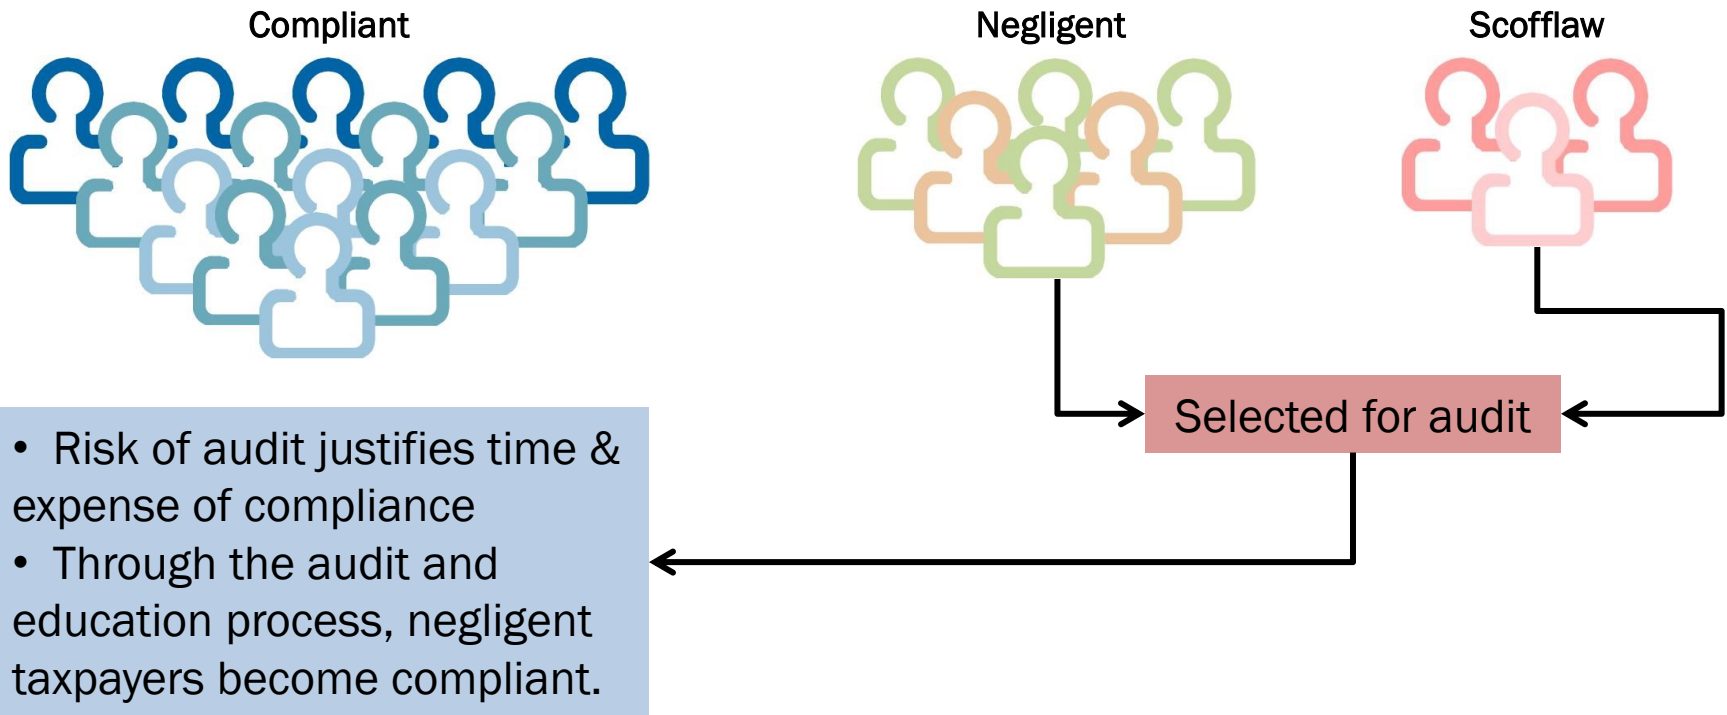 Compliant
Negligent
Scofflaw
Selected for audit
• Risk of audit justifies time &
expense of compliance
• Through the audit and
education process, negligent
taxpayers become compliant.